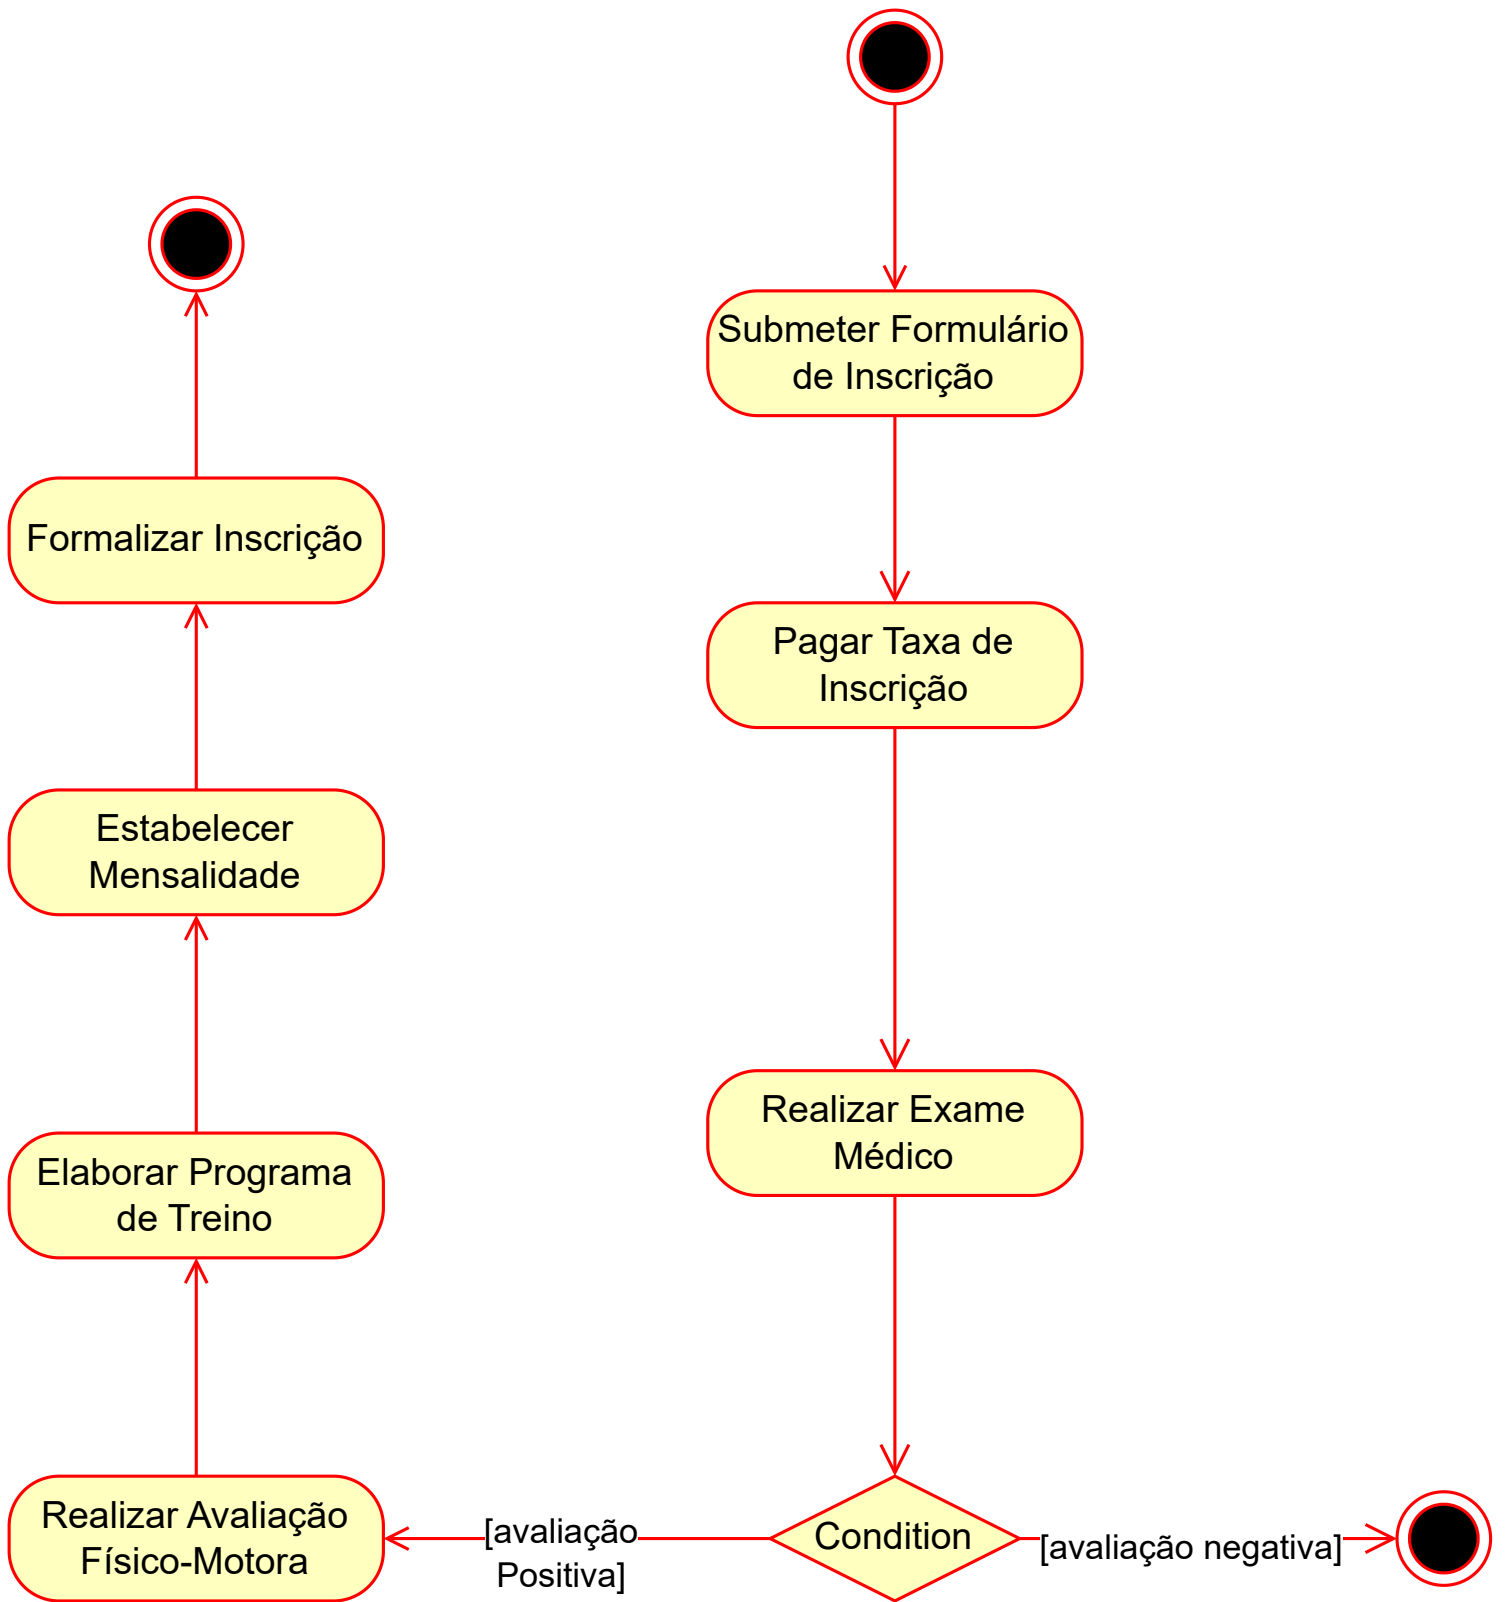 Submeter Formulário
de Inscrição
Pagar Taxa de
Inscrição
Realizar Exame
Médico
Condition
[avaliação negativa]
[avaliação
Positiva]
Realizar Avaliação
Físico-Motora
Elaborar Programa
de Treino
Estabelecer
Mensalidade
Formalizar Inscrição